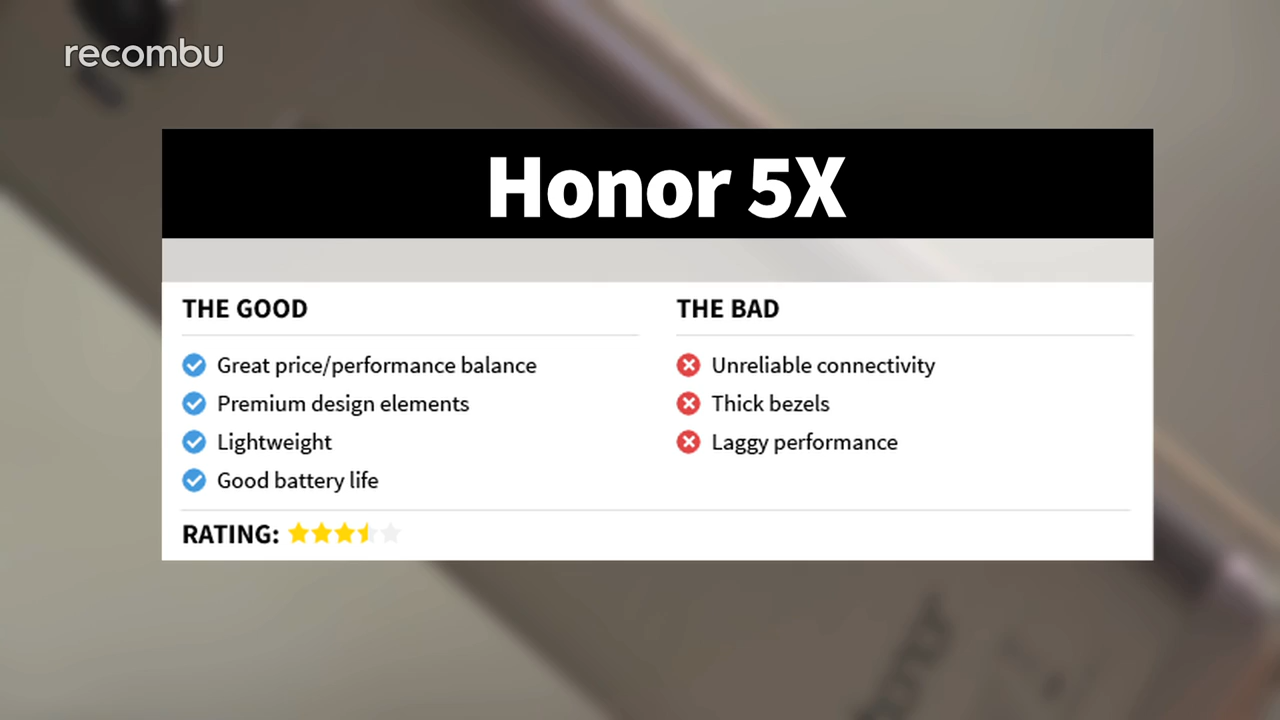 recombu
Honor 5X
THE GOOD
Great price/performance balance
Premium design elements
Lightweight
Good battery life
THE BAD
Unreliable connectivity
Thick bezels
Laggy performance
RATING:
honor